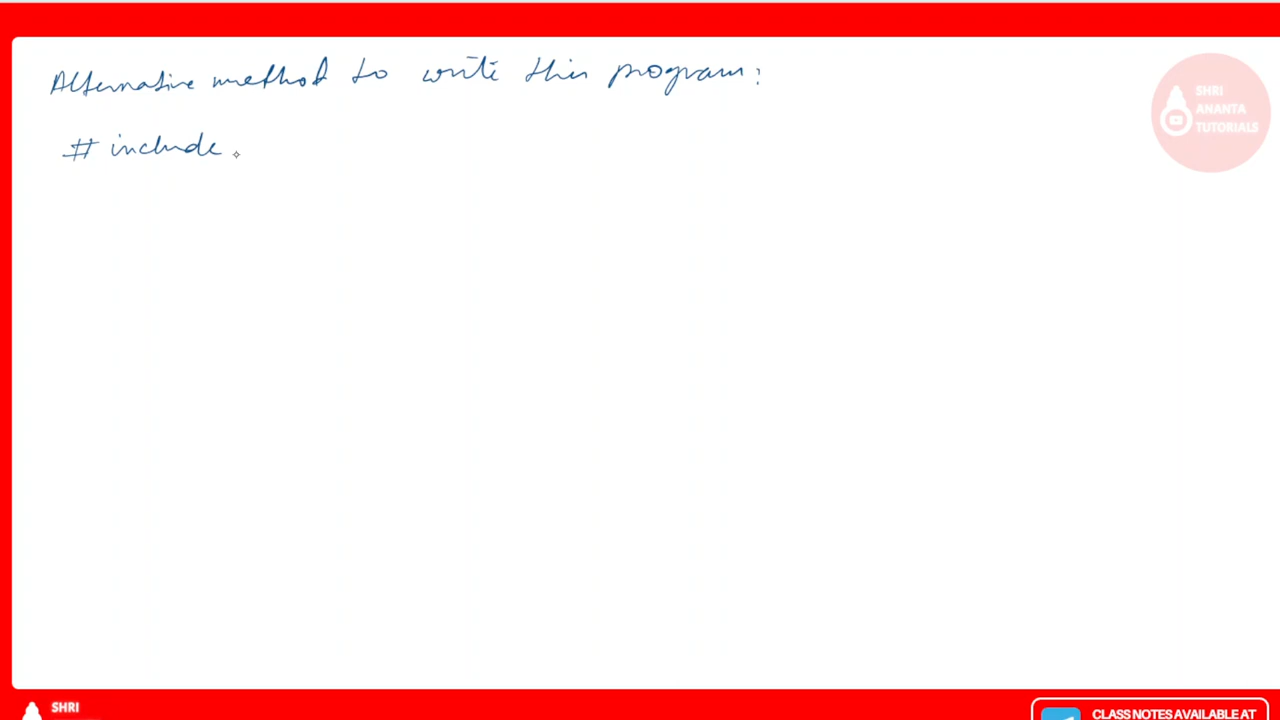 Alternative method to write this program:
# include
SHRI
ANANTA
TUTORIALS
SHRI
CLASS NOTES AVAILABLE AT